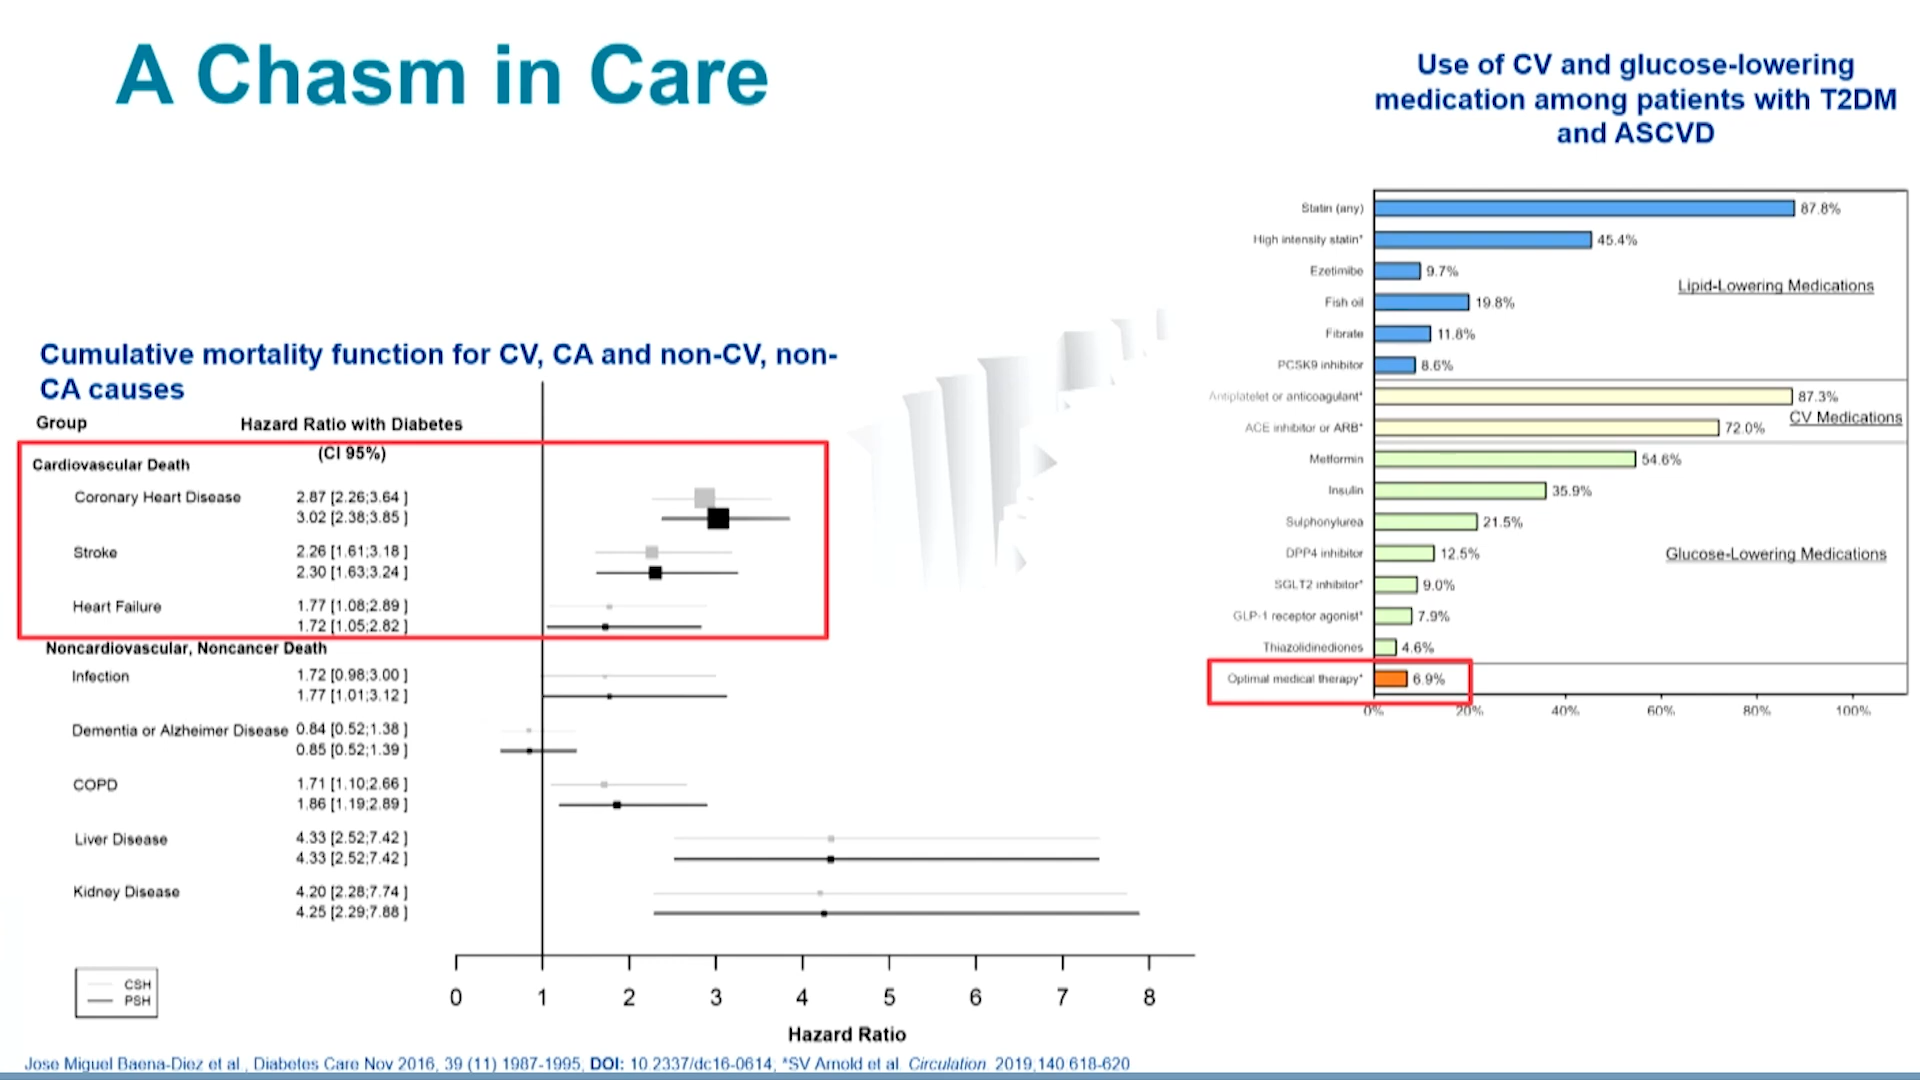 A Chasm in Care
Use of CV and glucose-lowering
medication among patients with T2DM
and ASCVD
Cumulative mortality function for CV, CA and non-CV, non-
CA causes
Group Hazard Ratio with Diabetes
(CI 95%)
Cardiovascular Death
Coronary Heart Disease 2.87 [2.26;3.64 ]
3.02 [2.38;3.85 ]
Stroke 2.26 [1.61;3.18 ]
2.30 [1.63;3.24 ]
Heart Failure 1.77 [1.08;2.89 ]
1.72 [1.05;2.82 ]
Noncardiovascular, Noncancer Death
Infection 1.72 [0.98;3.00 ]
1.77 [1.01;3.12 ]
Dementia or Alzheimer Disease 0.84 [0.52;1.38 ]
0.85 [0.52;1.39 ]
COPD 1.71 [1.10;2.66 ]
1.86 [1.19;2.89 ]
Liver Disease 4.33 [2.52;7.42 ]
4.33 [2.52;7.42 ]
Kidney Disease 4.20 [2.28;7.74 ]
4.25 [2.29;7.88 ]
CSH
PSH
0 1 2 3 4 5 6 7 8
Hazard Ratio
Statin (any) 87.8%
High intensity statin* 45.4%
Ezetimibe 9.7%
Lipid-Lowering Medications
Fish oil 19.8%
Fibrate 11.8%
PCSK9 inhibitor 8.6%
Antiplatelet or anticoagulant* 87.3%
CV Medications
ACE inhibitor or ARB* 72.0%
Metformin 54.6%
Insulin 35.9%
Sulphonylurea 21.5%
DPP4 inhibitor 12.5%
Glucose-Lowering Medications
SGLT2 inhibitor* 9.0%
GLP-1 receptor agonist* 7.9%
Thiazolidinediones 4.6%
Optimal medical therapy* 6.9%
0% 20% 40% 60% 80% 100%
Jose Miguel Baena-Diez et al., Diabetes Care Nov 2016, 39 (11) 1987-1995, DOI: 10.2337/dc16-0614; *SV Arnold et al. Circulation. 2019;140:618-620